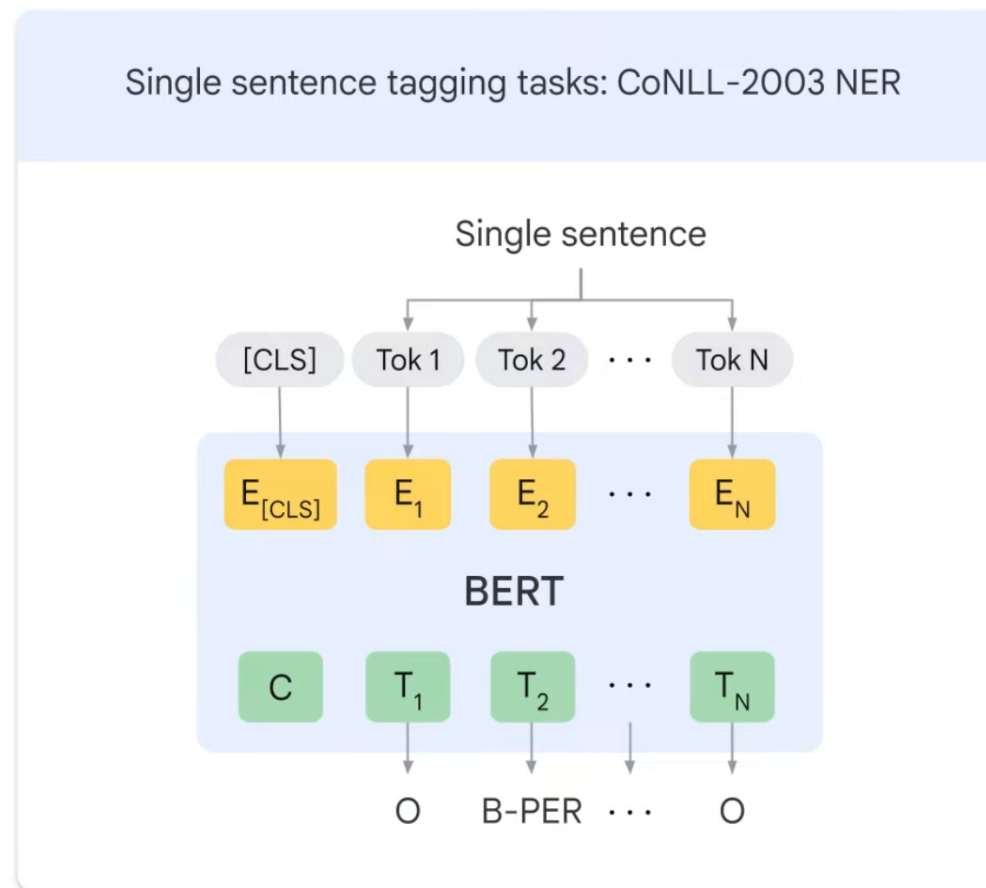 Single sentence tagging tasks: CoNLL-2003 NER
Single sentence
[CLS] Tok 1 Tok 2 ··· Tok N
E[CLS] E1 E2 ··· EN
BERT
C T1 T2 ··· TN
O B-PER ··· O